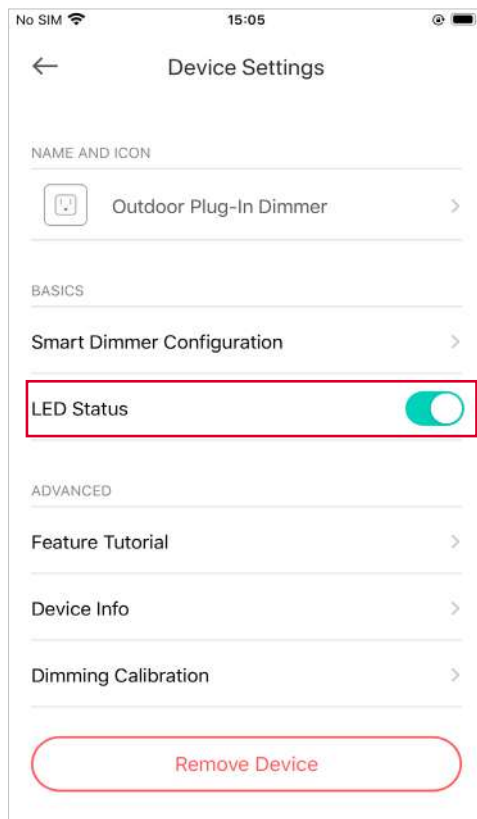 No SIM 15:05
Device Settings
NAME AND ICON
Outdoor Plug-In Dimmer
BASICS
Smart Dimmer Configuration
LED Status
ADVANCED
Feature Tutorial
Device Info
Dimming Calibration
Remove Device